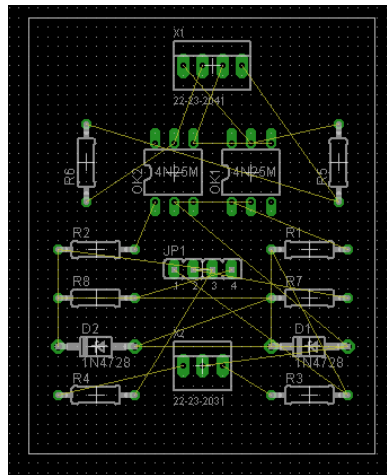 X1
22-23-2041
R6
OK2
4N25M
OK1
4N25M
R5
R2
R1
JP1
1 2 3 4
R8
R7
D2
1N4728
X2
D1
1N4728
R4
22-23-2031
R3